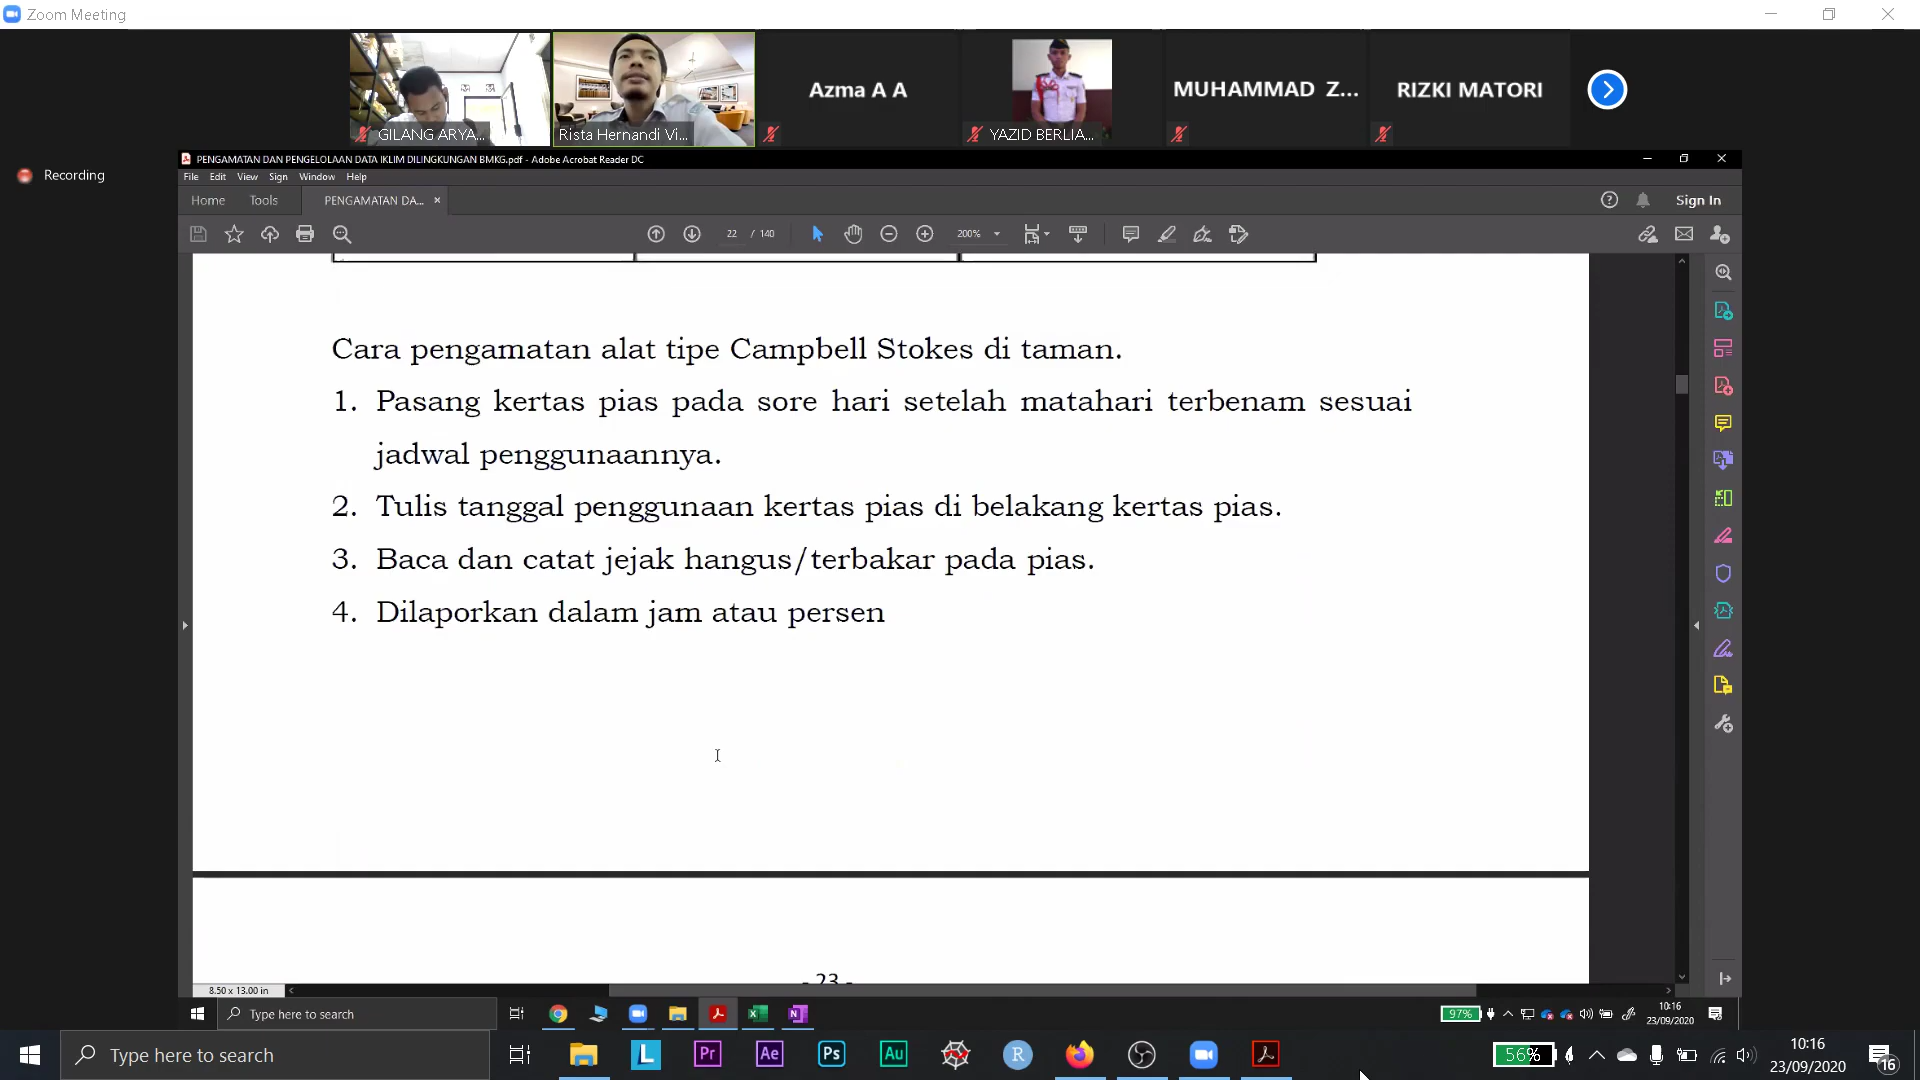 Zoom Meeting
GILANG ARYA...
Rista Hernandi Vi...
Azma A A
YAZID BERLIA...
MUHAMMAD Z...
RIZKI MATORI
Recording
PENGAMATAN DAN PENGELOLAAN DATA IKLIM DILINGKUNGAN BMKG.pdf - Adobe Acrobat Reader DC
File Edit View Sign Window Help
Home Tools PENGAMATAN DA... Sign In
22 / 140 200%
Cara pengamatan alat tipe Campbell Stokes di taman.
1. Pasang kertas pias pada sore hari setelah matahari terbenam sesuai
jadwal penggunaannya.
2. Tulis tanggal penggunaan kertas pias di belakang kertas pias.
3. Baca dan catat jejak hangus/terbakar pada pias.
4. Dilaporkan dalam jam atau persen
- 23 -
8.50 x 13.00 in
Type here to search
97%
10:16
23/09/2020
Type here to search
L Pr Ae Ps Au R
56%
10:16
23/09/2020
16